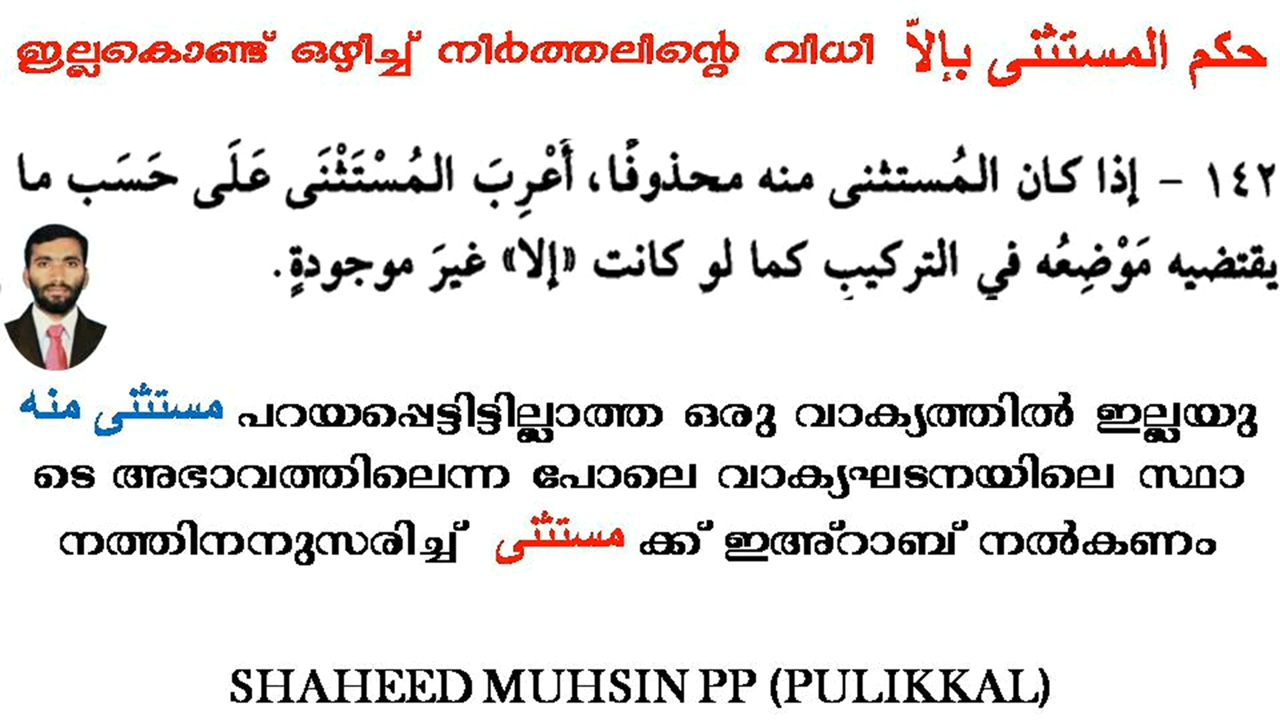 ഇല്ലകൊണ്ട് ഒഴിച്ച് നിർത്തലിന്റെ വിധി حكم المستثنى بإلاّ
١٤٢ - إذا كان المُستثنى منه محذوفًا، أُعْرِبَ المُسْتَثْنَى عَلَى حَسَب ما
يقتضيه مَوْضِعُه في التركيبِ كما لو كانت «إلا» غيرَ موجودةٍ.
مستثنى منه പറയപ്പെട്ടിട്ടില്ലാത്ത ഒരു വാക്യത്തിൽ ഇല്ലയു
ടെ അഭാവത്തിലെന്ന പോലെ വാക്യഘടനയിലെ സ്ഥാ
നത്തിനനുസരിച്ച് مستثنى ക്ക് ഇഅ്റാബ് നൽകണം
SHAHEED MUHSIN PP (PULIKKAL)